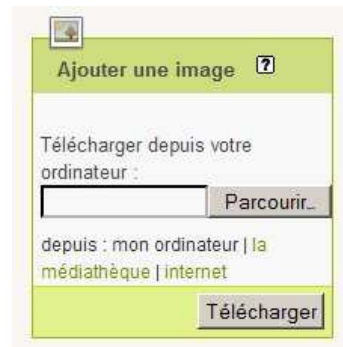 Ajouter une image ?
Télécharger depuis votre
ordinateur :
Parcourir...
depuis : mon ordinateur | la
médiathèque | internet
Télécharger